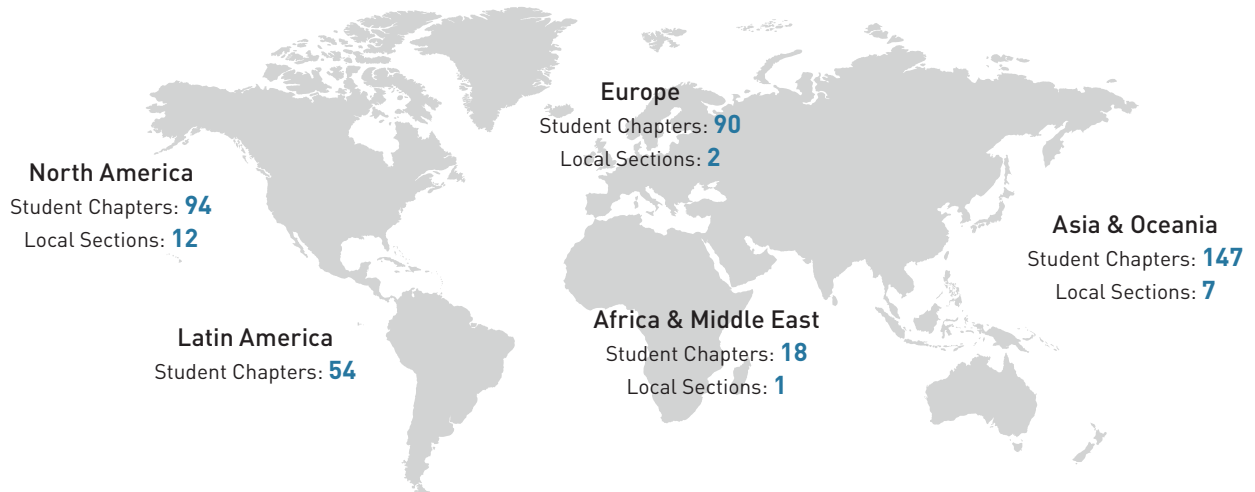 Europe
Student Chapters: 90
Local Sections: 2
North America
Student Chapters: 94
Local Sections: 12
Asia & Oceania
Student Chapters: 147
Local Sections: 7
Africa & Middle East
Student Chapters: 18
Local Sections: 1
Latin America
Student Chapters: 54